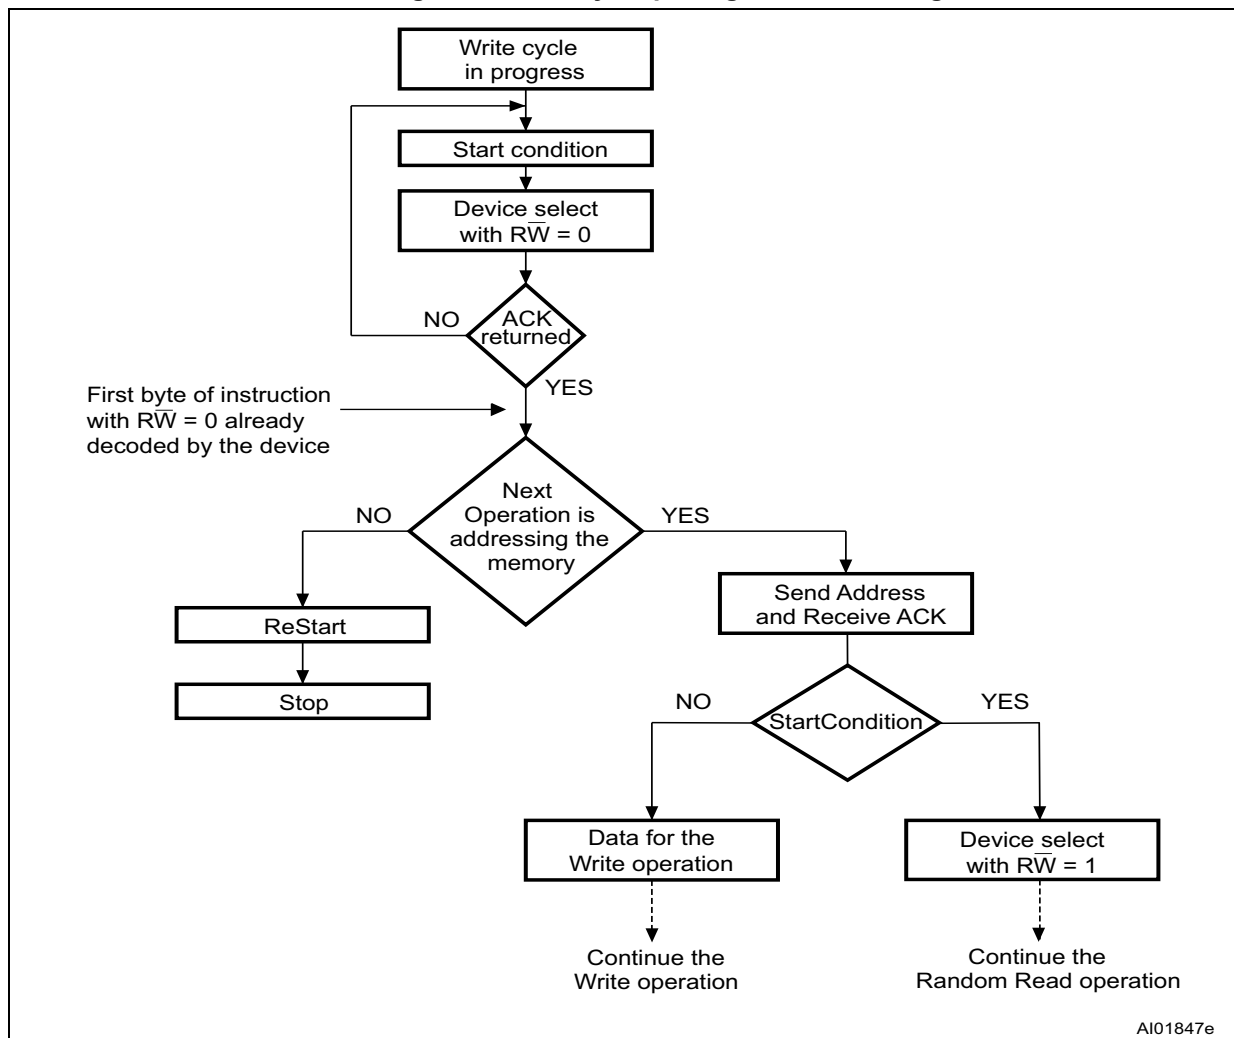 Write cycle
in progress
Start condition
Device select
with RW̅ = 0
ACK
returned
NO
YES
First byte of instruction
with RW̅ = 0 already
decoded by the device
Next
Operation is
addressing the
memory
NO
YES
ReStart
Stop
Send Address
and Receive ACK
StartCondition
NO
YES
Data for the
Write operation
Device select
with RW̅ = 1
Continue the
Write operation
Continue the
Random Read operation
AI01847e